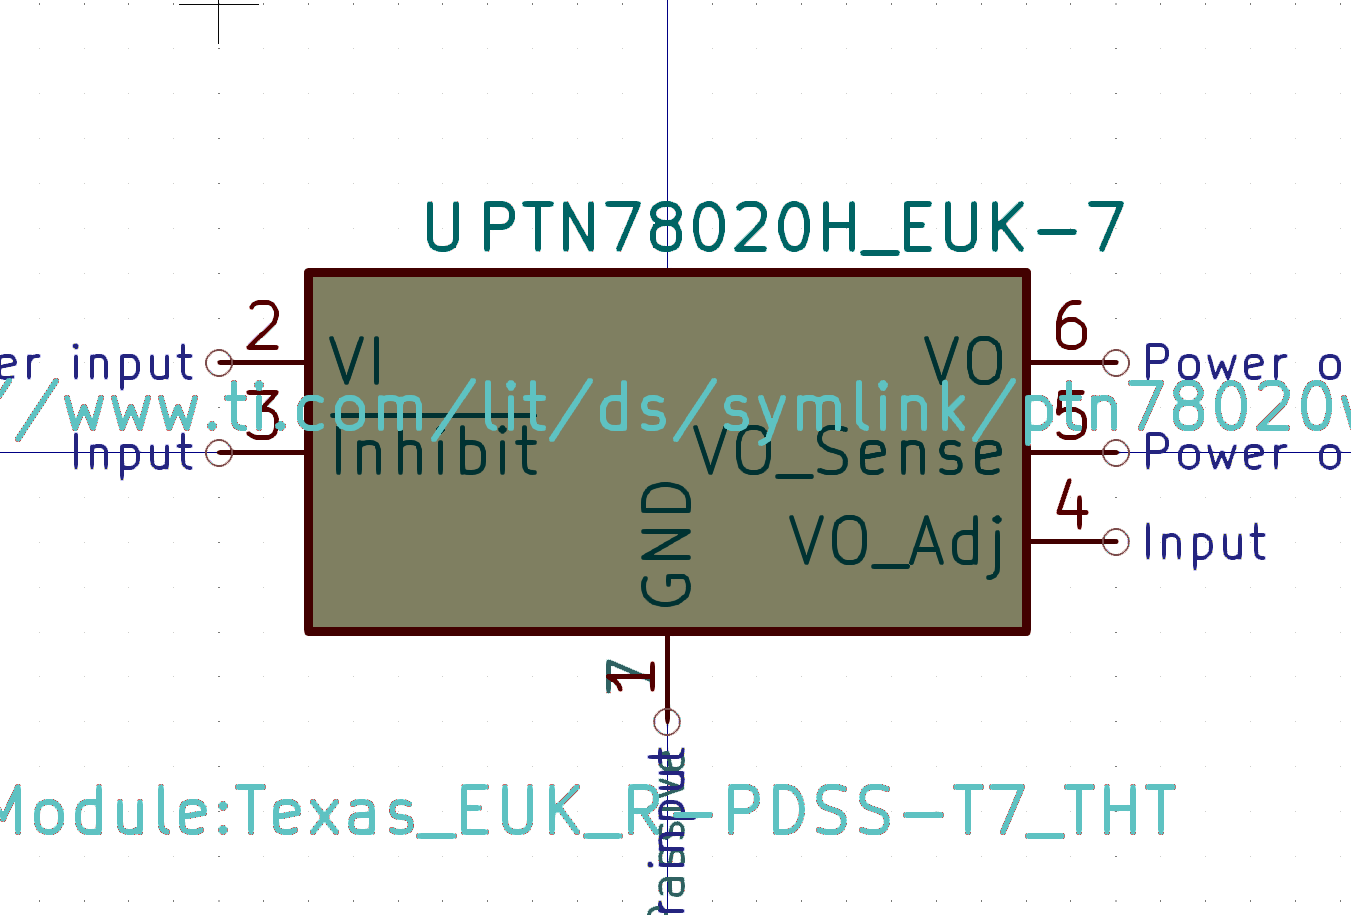 U PTN78020H_EUK-7
2
6
er input
VI
VO
Power o
//www.ti.com/lit/ds/symlink/ptn78020w
3
5
Input
Inhibit
VO_Sense
Power o
4
GND
VO_Adj
Input
7
1
Module:Texas_EUK_R-PDSS-T7_THT
input